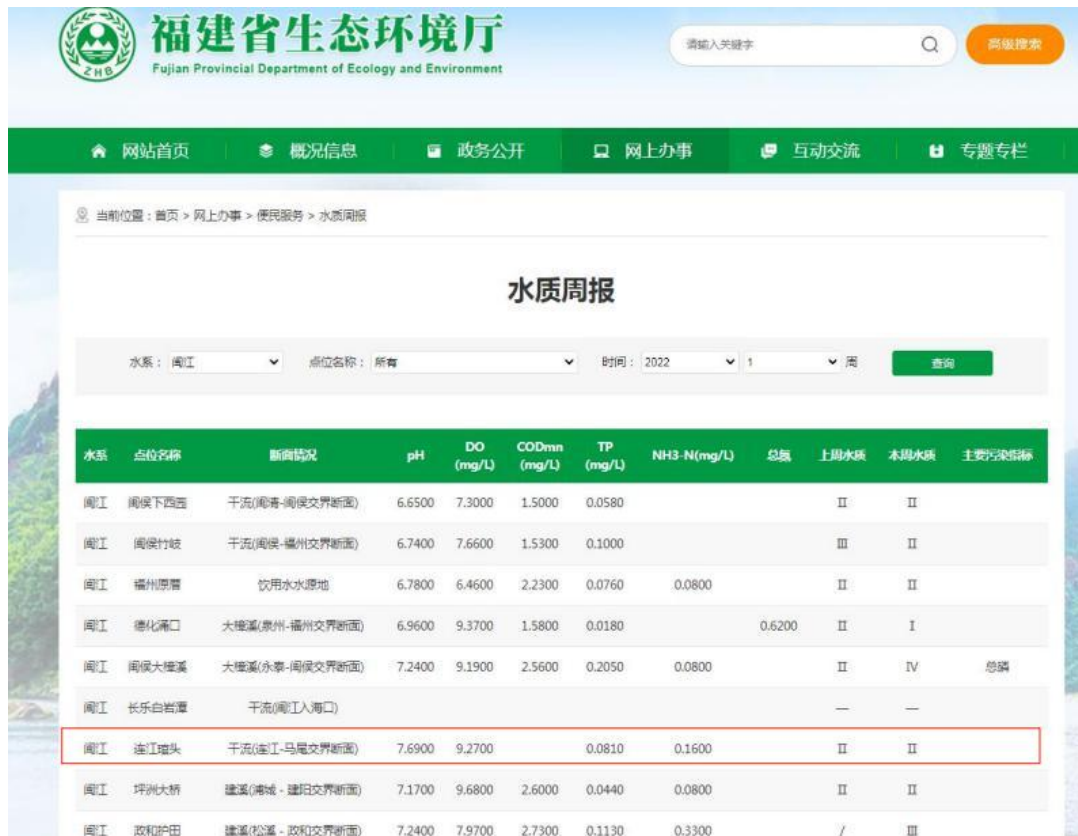 福建省生态环境厅
Fujian Provincial Department of Ecology and Environment
ZHB
请输入关键字
高级搜索
网站首页 概况信息 政务公开 网上办事 互动交流 专题专栏
当前位置：首页 > 网上办事 > 便民服务 > 水质周报
水质周报
水系： 闽江 点位名称： 所有 时间： 2022 1 周 查询
水系 点位名称 断面情况 pH DO (mg/L) CODmn (mg/L) TP (mg/L) NH3-N(mg/L) 总氮 上周水质 本周水质 主要污染指标
闽江 闽侯下西园 干流(闽清-闽侯交界断面) 6.6500 7.3000 1.5000 0.0580 II II
闽江 闽侯竹岐 干流(闽侯-福州交界断面) 6.7400 7.6600 1.5300 0.1000 III II
闽江 福州原厝 饮用水水源地 6.7800 6.4600 2.2300 0.0760 0.0800 II II
闽江 德化涌口 大樟溪(泉州-福州交界断面) 6.9600 9.3700 1.5800 0.0180 0.6200 II I
闽江 闽侯大樟溪 大樟溪(永泰-闽侯交界断面) 7.2400 9.1900 2.5600 0.2050 0.0800 II IV 总磷
闽江 长乐白岩潭 干流(闽江入海口) — —
闽江 连江琯头 干流(连江-马尾交界断面) 7.6900 9.2700 0.0810 0.1600 II II
闽江 坪洲大桥 建溪(浦城 - 建阳交界断面) 7.1700 9.6800 2.6000 0.0440 0.0800 II II
闽江 政和护田 建溪(松溪 - 政和交界断面) 7.2400 7.9700 2.7300 0.1130 0.3300 / III